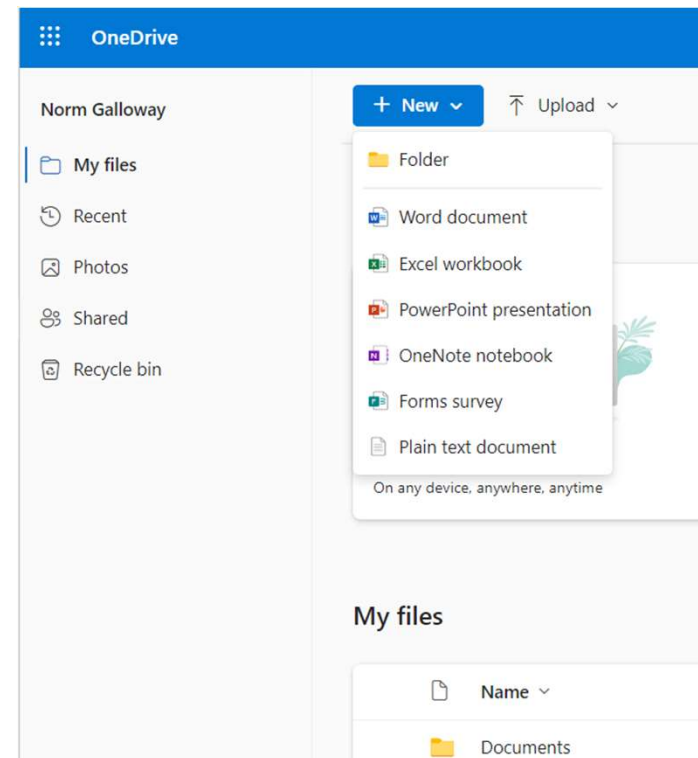 OneDrive
Norm Galloway
My files
Recent
Photos
Shared
Recycle bin
+ New
Upload
Folder
Word document
Excel workbook
PowerPoint presentation
OneNote notebook
Forms survey
Plain text document
On any device, anywhere, anytime
My files
Name
Documents